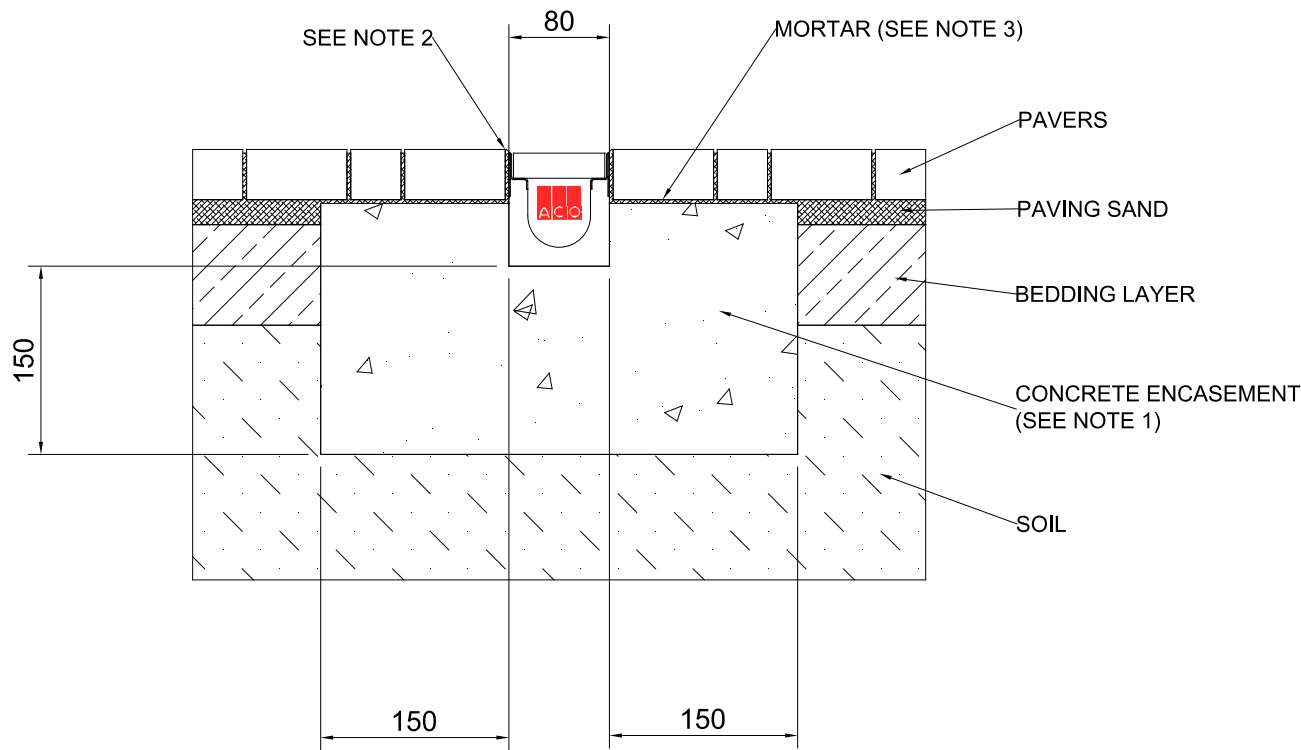 80
SEE NOTE 2
MORTAR (SEE NOTE 3)
PAVERS
ACO
PAVING SAND
BEDDING LAYER
150
CONCRETE ENCASEMENT
(SEE NOTE 1)
SOIL
150
150